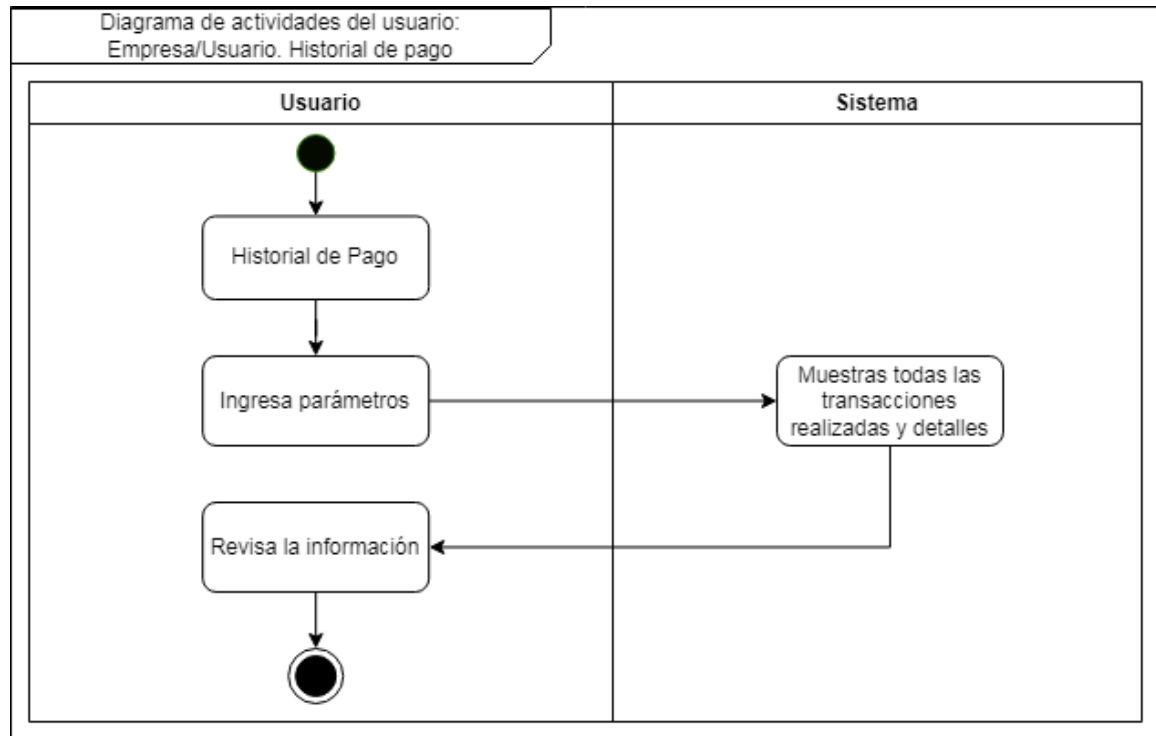 Diagrama de actividades del usuario:
Empresa/Usuario. Historial de pago
Usuario
Sistema
Historial de Pago
Ingresa parámetros
Muestras todas las
transacciones
realizadas y detalles
Revisa la información